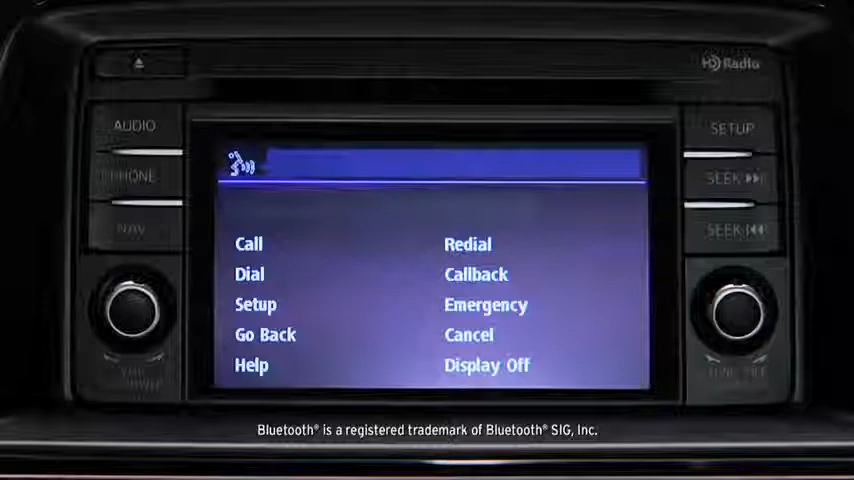 HD Radio
AUDIO
SETUP
PHONE
SEEK
NAV
SEEK
Call
Redial
Dial
Callback
Setup
Emergency
Go Back
Cancel
Help
Display Off
Bluetooth® is a registered trademark of Bluetooth® SIG, Inc.